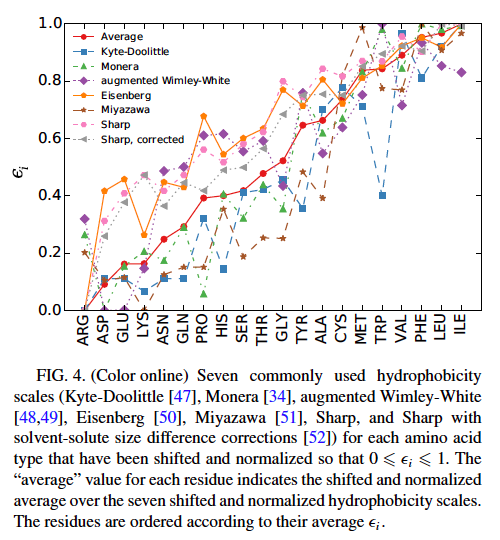 1.0
0.8
0.6
0.4
0.2
0.0
ϵi
Average
Kyte-Doolittle
Monera
augmented Wimley-White
Eisenberg
Miyazawa
Sharp
Sharp, corrected
ARG
ASP
GLU
LYS
ASN
GLN
PRO
HIS
SER
THR
GLY
TYR
ALA
CYS
MET
TRP
VAL
PHE
LEU
ILE
FIG. 4. (Color online) Seven commonly used hydrophobicity
scales (Kyte-Doolittle [47], Monera [34], augmented Wimley-White
[48,49], Eisenberg [50], Miyazawa [51], Sharp, and Sharp with
solvent-solute size difference corrections [52]) for each amino acid
type that have been shifted and normalized so that 0 ⩽ ϵi ⩽ 1. The
“average” value for each residue indicates the shifted and normalized
average over the seven shifted and normalized hydrophobicity scales.
The residues are ordered according to their average ϵi.